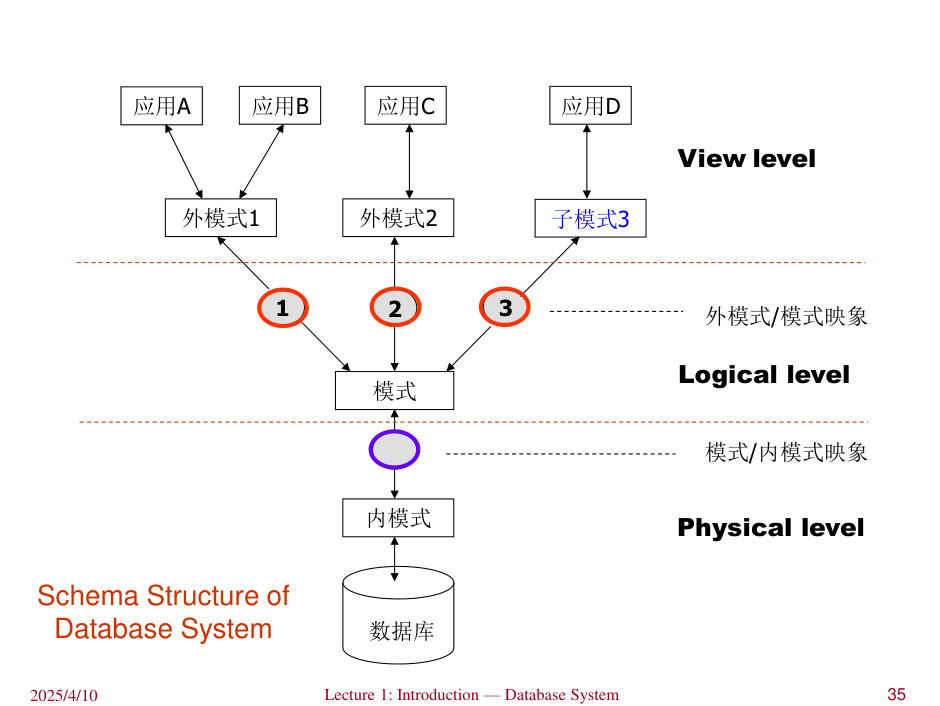 应用A
应用B
应用C
应用D
View level
外模式1
外模式2
子模式3
1
2
3
外模式/模式映象
Logical level
模式
模式/内模式映象
内模式
Physical level
Schema Structure of
Database System
数据库
2025/4/10
Lecture 1: Introduction — Database System
35